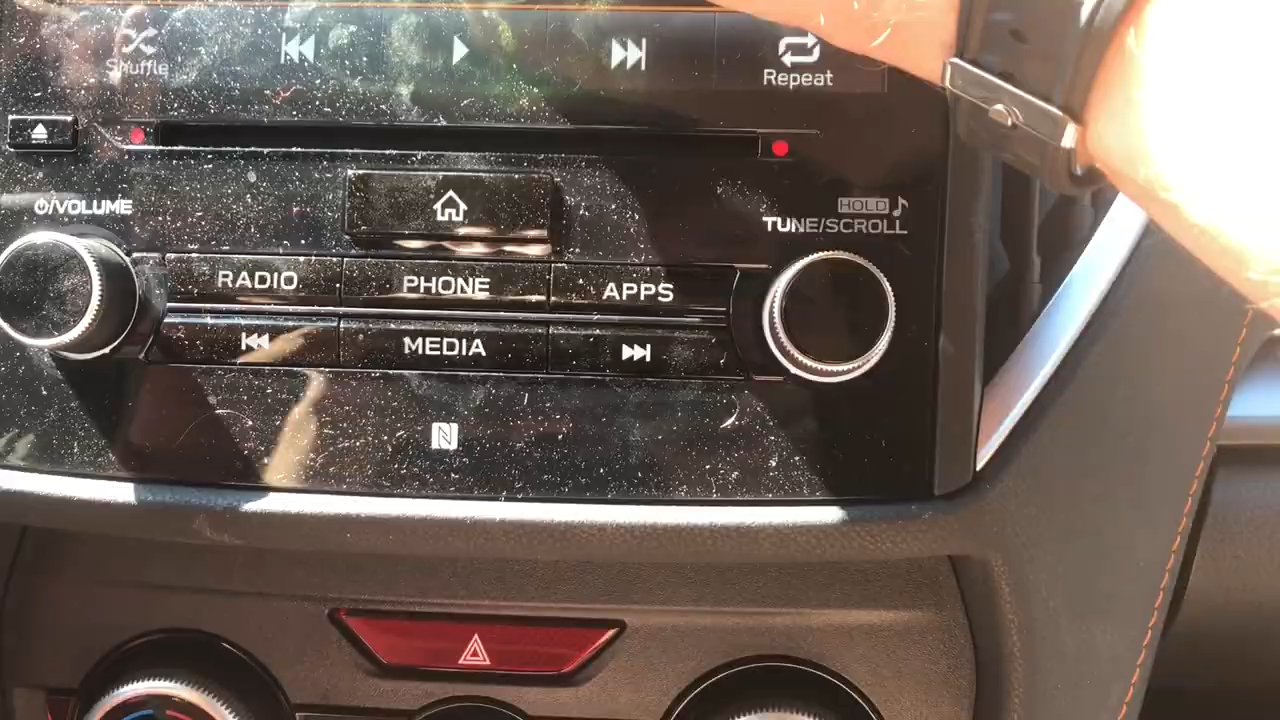 Shuffle
Repeat
/VOLUME
HOLD
TUNE/SCROLL
RADIO
PHONE
APPS
MEDIA
N